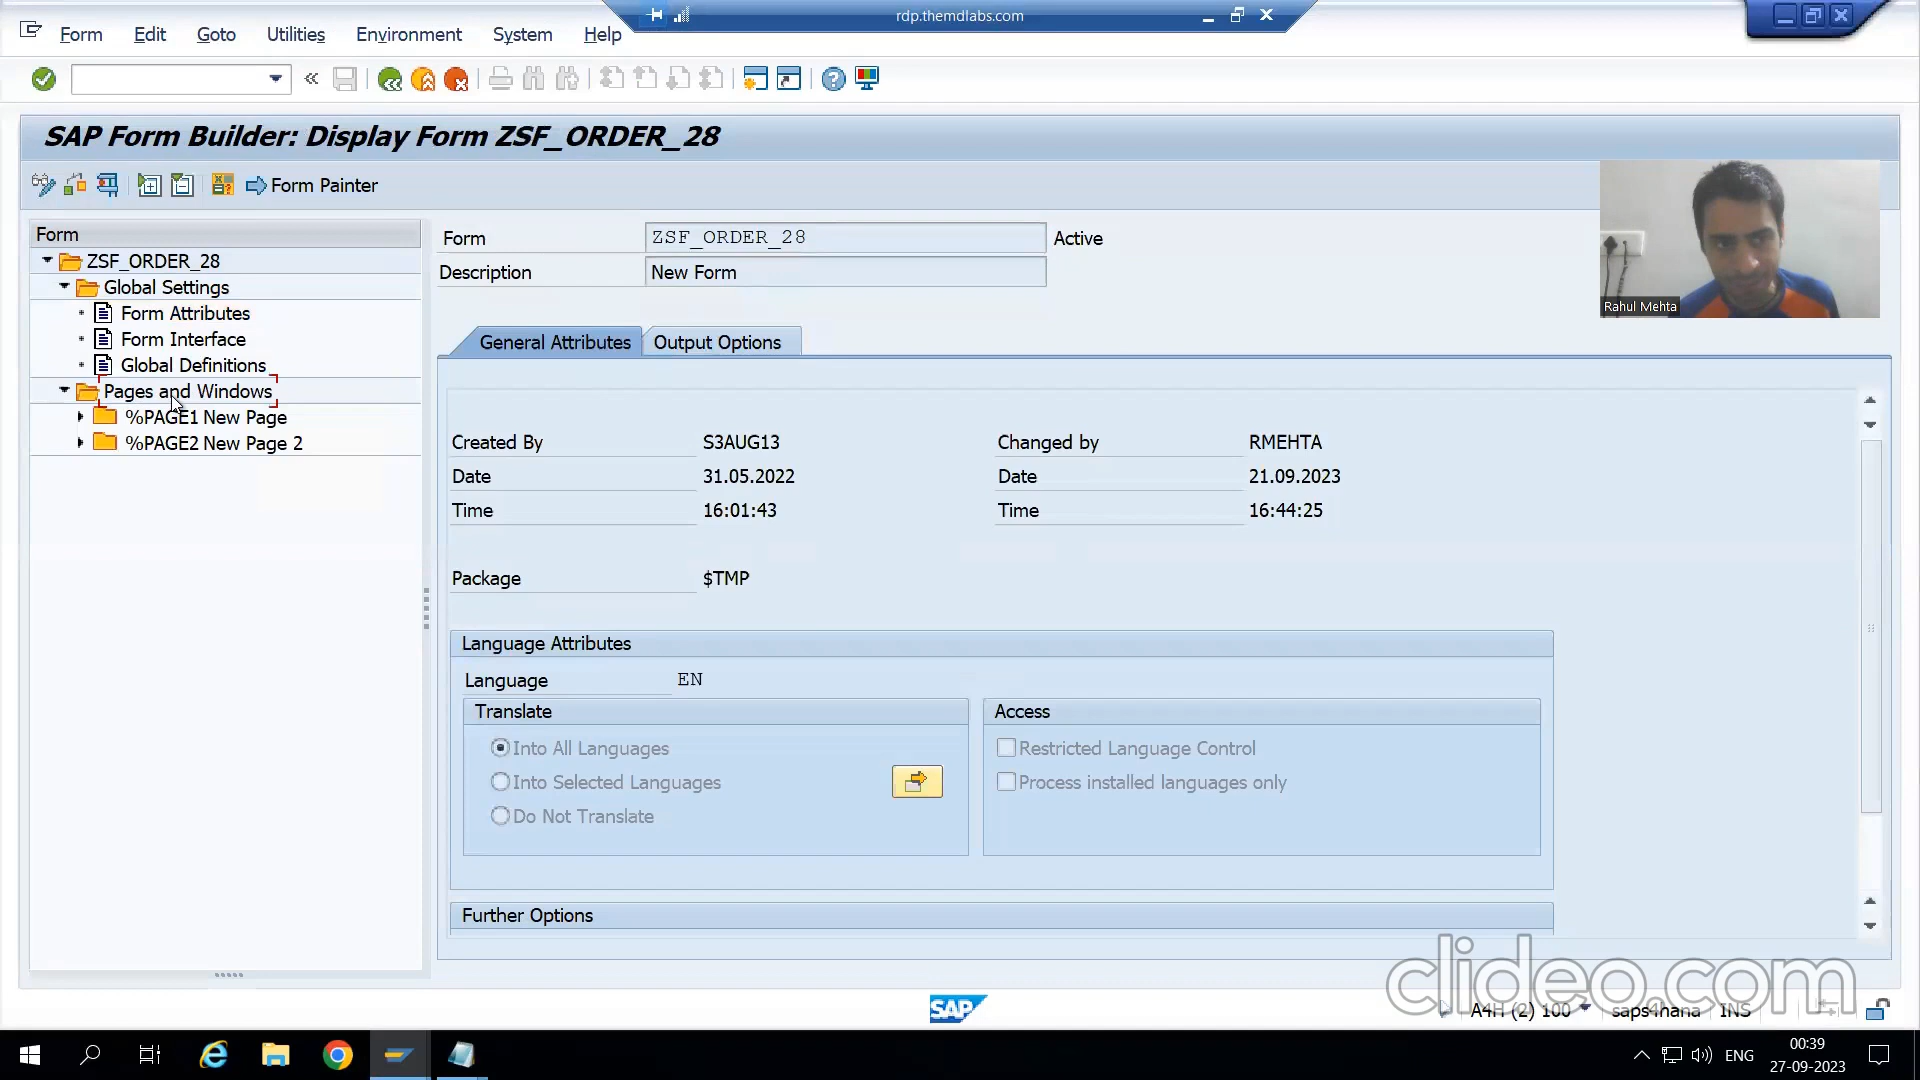 rdp.themdlabs.com
Form Edit Goto Utilities Environment System Help
SAP Form Builder: Display Form ZSF_ORDER_28
Form Painter
Rahul Mehta
Form
ZSF_ORDER_28
Global Settings
Form Attributes
Form Interface
Global Definitions
Pages and Windows
%PAGE1 New Page
%PAGE2 New Page 2
Form ZSF_ORDER_28 Active
Description New Form
General Attributes Output Options
Created By S3AUG13 Changed by RMEHTA
Date 31.05.2022 Date 21.09.2023
Time 16:01:43 Time 16:44:25
Package $TMP
Language Attributes
Language EN
Translate
Into All Languages
Into Selected Languages
Do Not Translate
Access
Restricted Language Control
Process installed languages only
Further Options
clideo.com
SAP
A4H (2) 100 saps4hana INS
ENG
00:39
27-09-2023